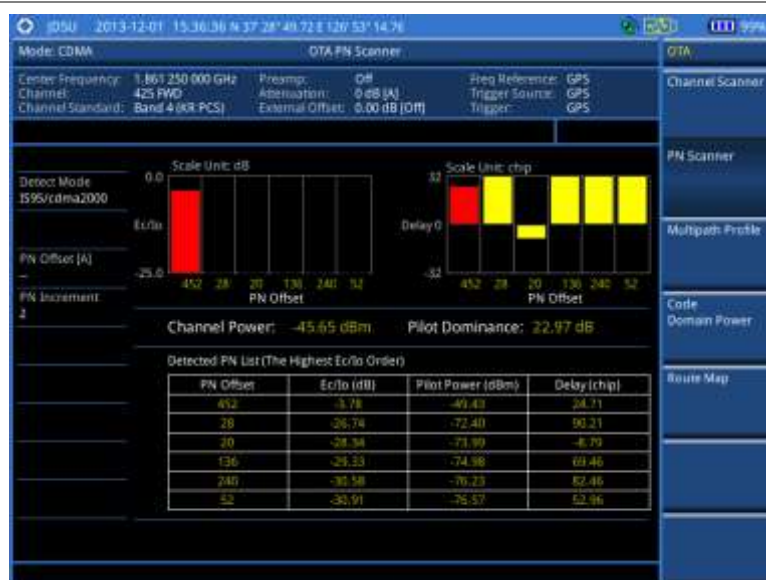 JDSU 2013-12-01 15:36:36 N 37° 28' 49.72 E 126° 53' 14.76 99%
Mode: CDMA OTA PN Scanner OTA
Center Frequency: 1.861 250 000 GHz Preamp: Off Freq Reference: GPS
Channel: 425 FWD Attenuation: 0 dB [A] Trigger Source: GPS
Channel Standard: Band 4 (KR PCS) External Offset: 0.00 dB [Off] Trigger: GPS
Channel Scanner
PN Scanner
Multipath Profile
Code
Domain Power
Route Map
Detect Mode
IS95/cdma2000
PN Offset [A]
--
PN Increment
2
Scale Unit: dB
0.0
Ec/Io
-25.0
452 28 20 136 240 52
PN Offset
Scale Unit: chip
32
Delay 0
-32
452 28 20 136 240 52
PN Offset
Channel Power: -45.65 dBm Pilot Dominance: 22.97 dB
Detected PN List (The Highest Ec/Io Order)
PN Offset Ec/Io (dB) Pilot Power (dBm) Delay (chip)
452 -3.78 -49.43 24.71
28 -26.74 -72.40 90.21
20 -28.34 -73.99 -8.79
136 -29.33 -74.98 69.46
240 -30.58 -76.23 82.46
52 -30.91 -76.57 52.96